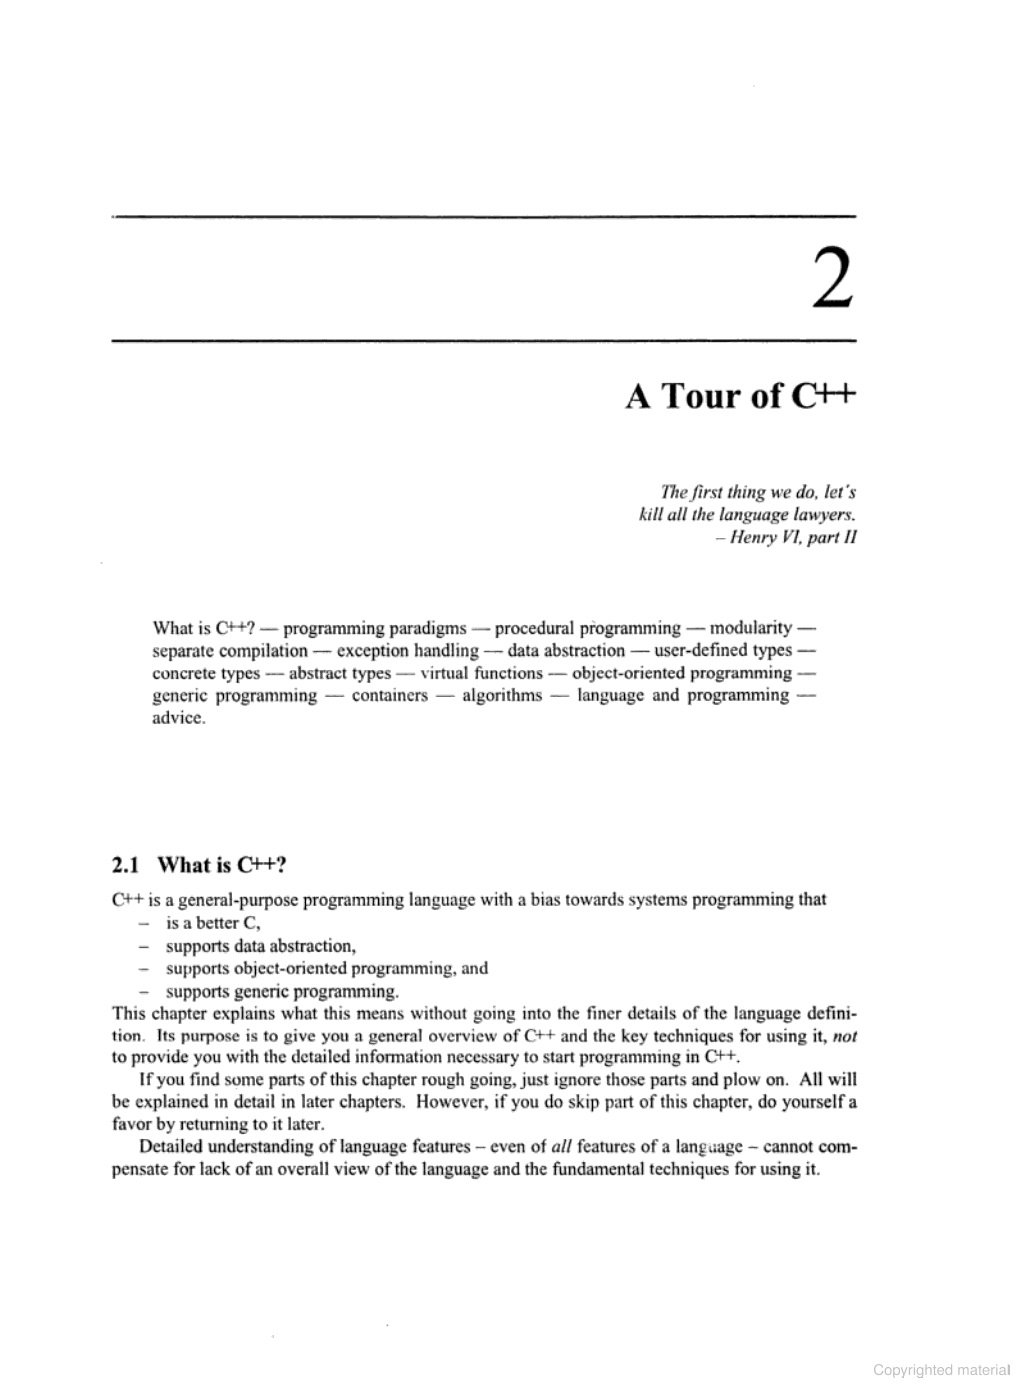 2
A Tour of C++
The first thing we do, let's
kill all the language lawyers.
– Henry VI, part II
What is C++? — programming paradigms — procedural programming — modularity —
separate compilation — exception handling — data abstraction — user-defined types —
concrete types — abstract types — virtual functions — object-oriented programming —
generic programming — containers — algorithms — language and programming —
advice.
2.1 What is C++?
C++ is a general-purpose programming language with a bias towards systems programming that
– is a better C,
– supports data abstraction,
– supports object-oriented programming, and
– supports generic programming.
This chapter explains what this means without going into the finer details of the language defini-
tion. Its purpose is to give you a general overview of C++ and the key techniques for using it, not
to provide you with the detailed information necessary to start programming in C++.
If you find some parts of this chapter rough going, just ignore those parts and plow on. All will
be explained in detail in later chapters. However, if you do skip part of this chapter, do yourself a
favor by returning to it later.
Detailed understanding of language features – even of all features of a language – cannot com-
pensate for lack of an overall view of the language and the fundamental techniques for using it.
Copyrighted material